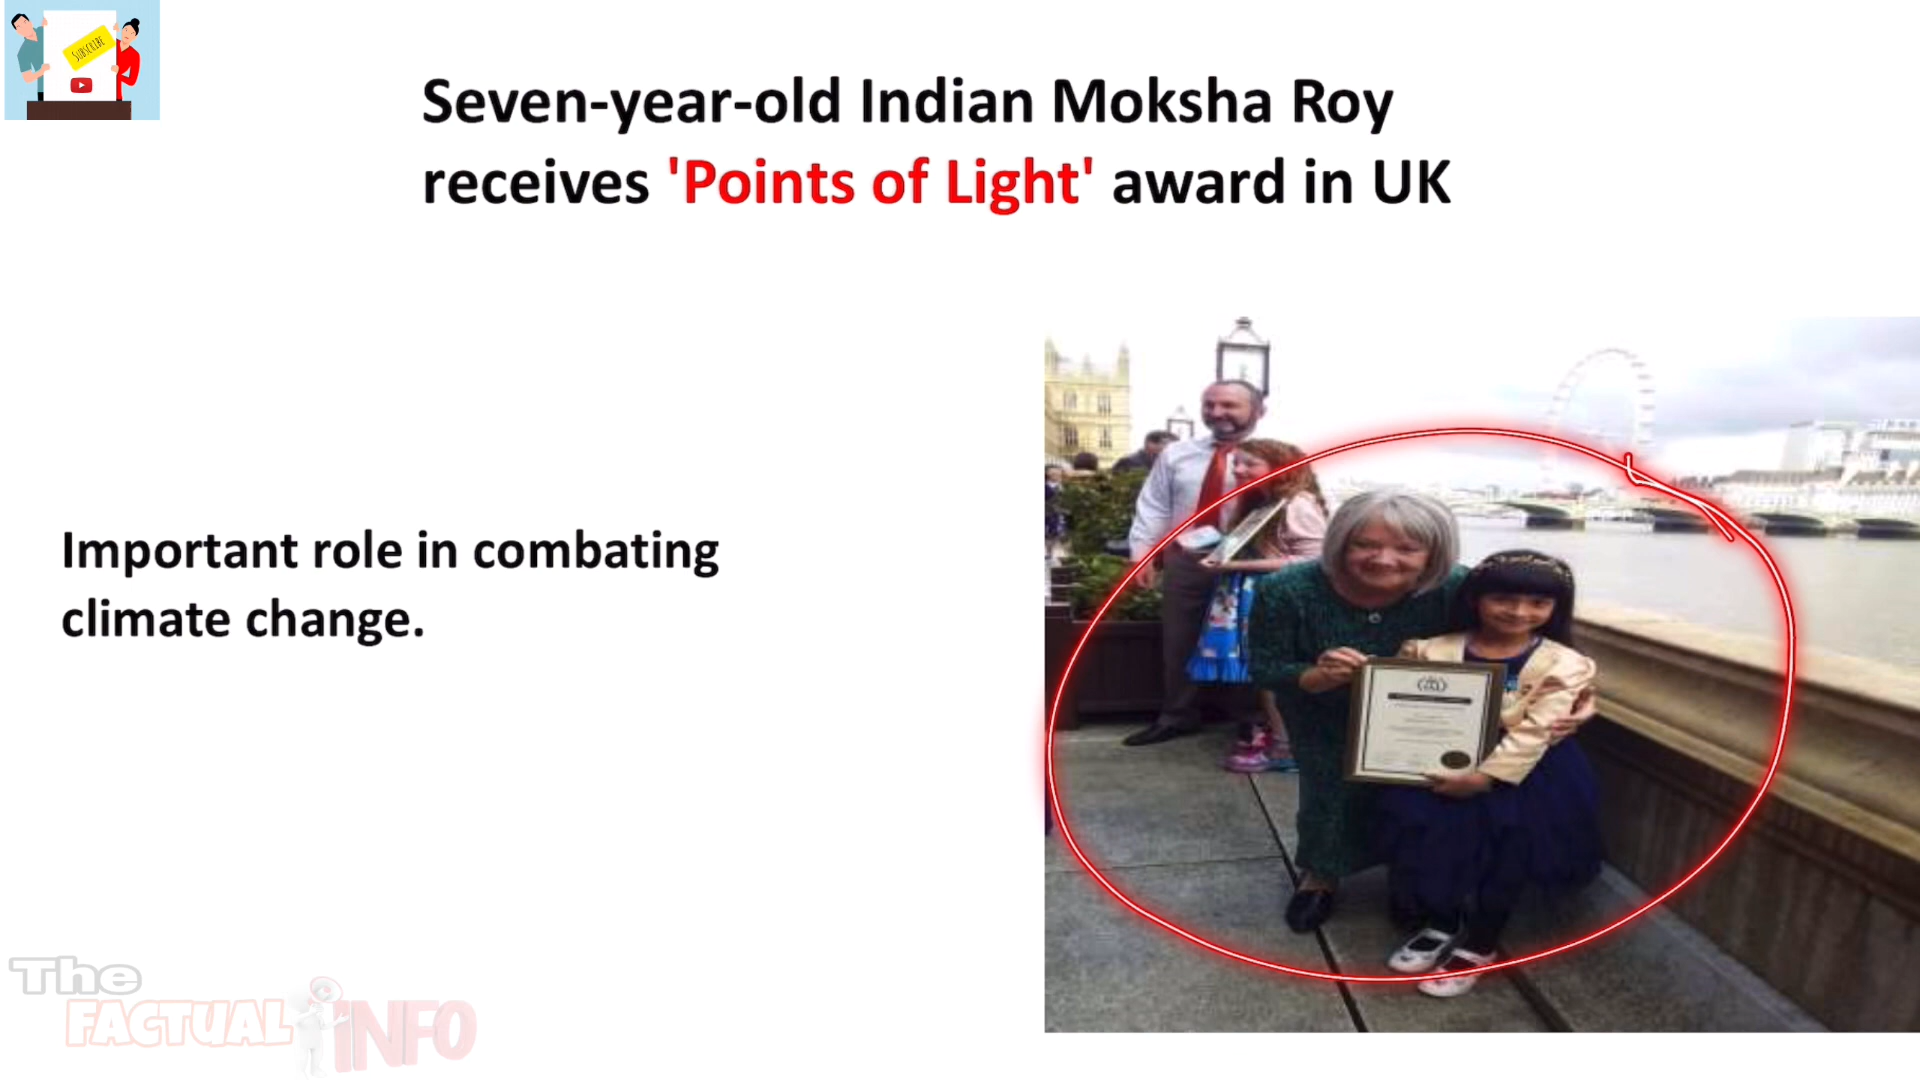 SUBSCRIBE
Seven-year-old Indian Moksha Roy
receives 'Points of Light' award in UK
Important role in combating
climate change.
The
FACTUAL INFO